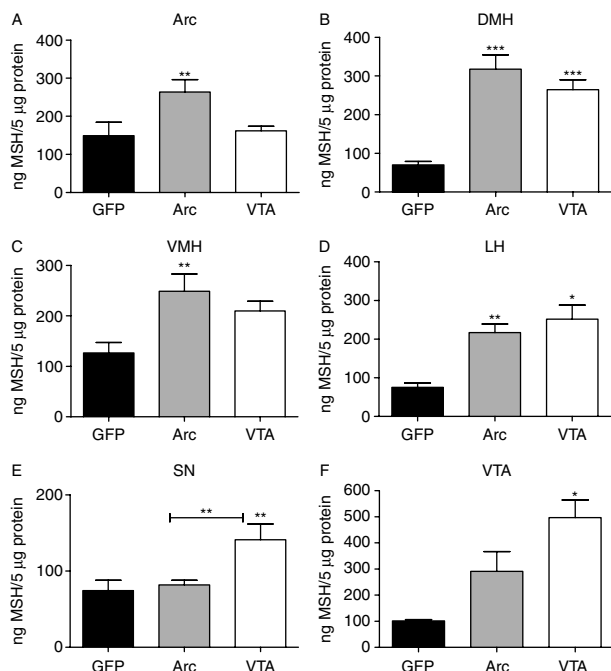 A
Arc
ng MSH/5 µg protein
400
300
200
100
0
**
GFP
Arc
VTA
B
DMH
ng MSH/5 µg protein
400
300
200
100
0
***
***
GFP
Arc
VTA
C
VMH
ng MSH/5 µg protein
300
200
100
0
**
GFP
Arc
VTA
D
LH
ng MSH/5 µg protein
400
300
200
100
0
**
*
GFP
Arc
VTA
E
SN
ng MSH/5 µg protein
200
100
0
**
**
GFP
Arc
VTA
F
VTA
ng MSH/5 µg protein
600
500
400
300
200
100
0
*
GFP
Arc
VTA